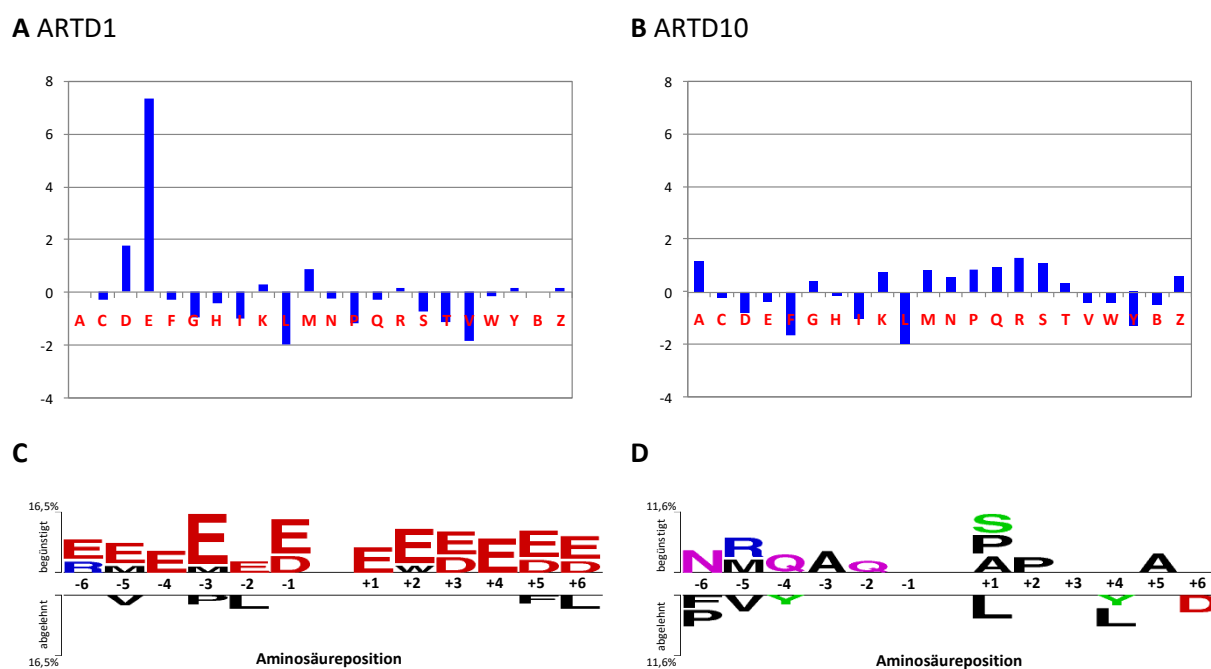 A ARTD1
B ARTD10
8
6
4
2
0
-2
-4
A C D E F G H I K L M N P Q R S T V W Y B Z
8
6
4
2
0
-2
-4
A C D E F G H I K L M N P Q R S T V W Y B Z
C
D
16,5%
begünstigt
E E E E E E E E E E E E
R M M D W D D D
-6 -5 -4 -3 -2 -1 +1 +2 +3 +4 +5 +6
abgelehnt
V P L F L
16,5%
Aminosäureposition
11,6%
begünstigt
S
N R Q A Q P P A
M A
-6 -5 -4 -3 -2 -1 +1 +2 +3 +4 +5 +6
abgelehnt
F V Y L Y D
P L
11,6%
Aminosäureposition